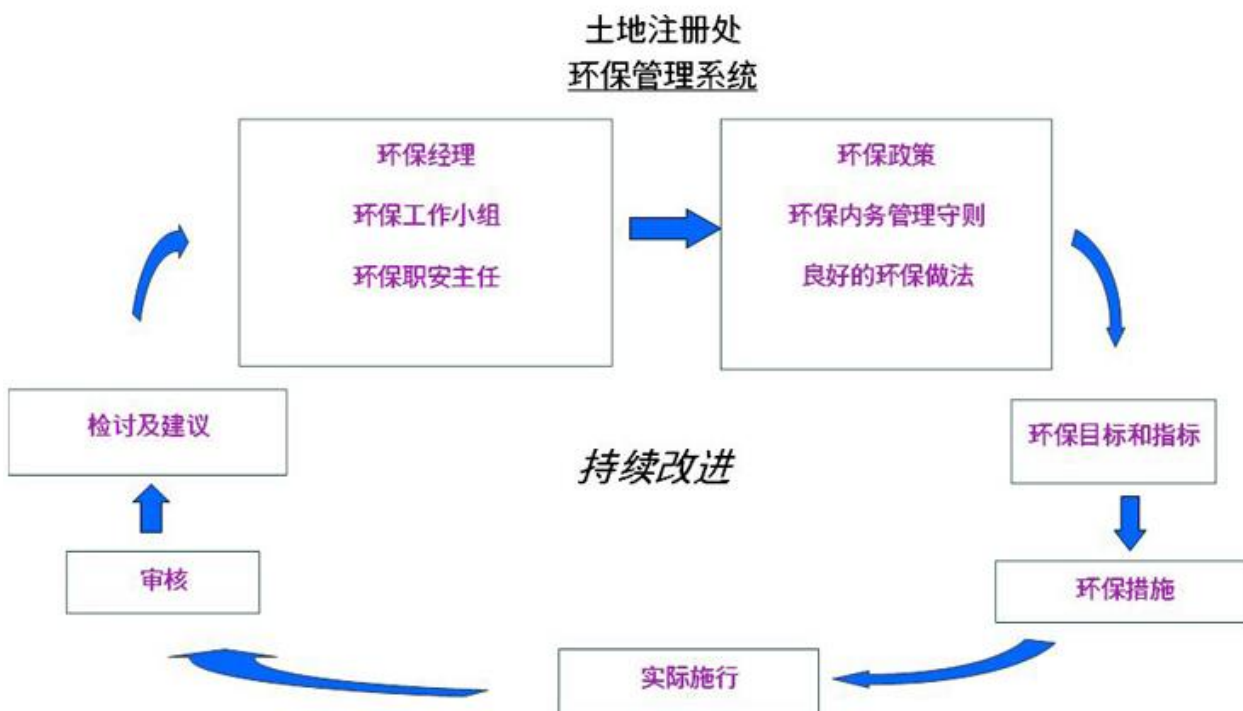 土地注册处
环保管理系统
环保经理
环保工作小组
环保职安主任
环保政策
环保内务管理守则
良好的环保做法
检讨及建议
环保目标和指标
持续改进
审核
环保措施
实际施行